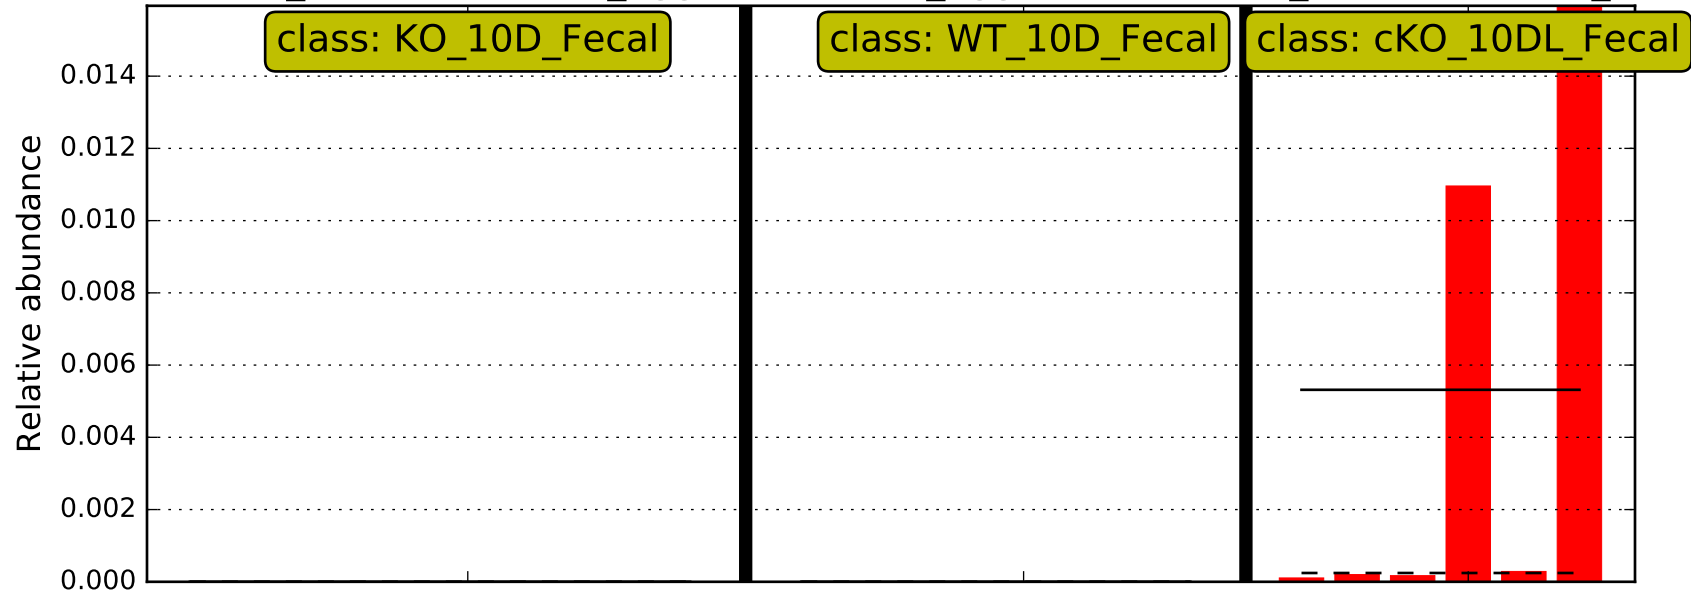 class: KO_10D_Fecal
class: WT_10D_Fecal
class: cKO_10DL_Fecal
Relative abundance
0.014
0.012
0.010
0.008
0.006
0.004
0.002
0.000